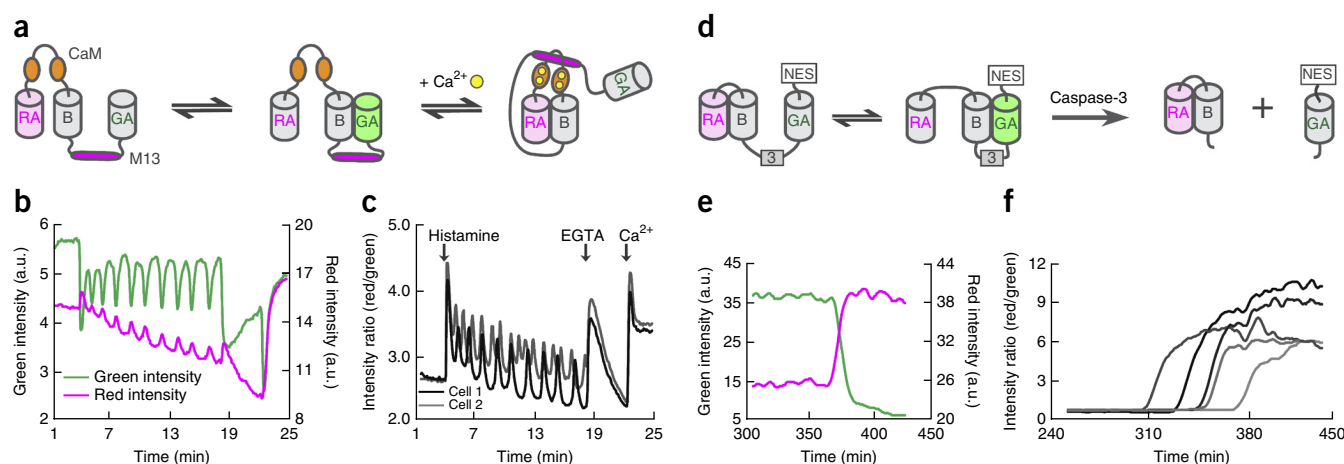 a
CaM
RA
B
GA
M13
RA
B
GA
+ Ca²⁺
RA
B
GA
b
Green intensity (a.u.)
6
5
4
3
2
Red intensity (a.u.)
20
17
14
11
8
Green intensity
Red intensity
1
7
13
19
25
Time (min)
c
Intensity ratio (red/green)
5.0
4.0
3.0
2.0
Histamine
EGTA
Ca²⁺
Cell 1
Cell 2
1
7
13
19
25
Time (min)
d
NES
RA
B
GA
3
NES
RA
B
GA
3
Caspase-3
RA
B
+
NES
GA
e
Green intensity (a.u.)
45
35
25
15
5
Red intensity (a.u.)
44
38
32
26
20
300
350
400
450
Time (min)
f
Intensity ratio (red/green)
12
9
6
3
0
240
310
380
450
Time (min)